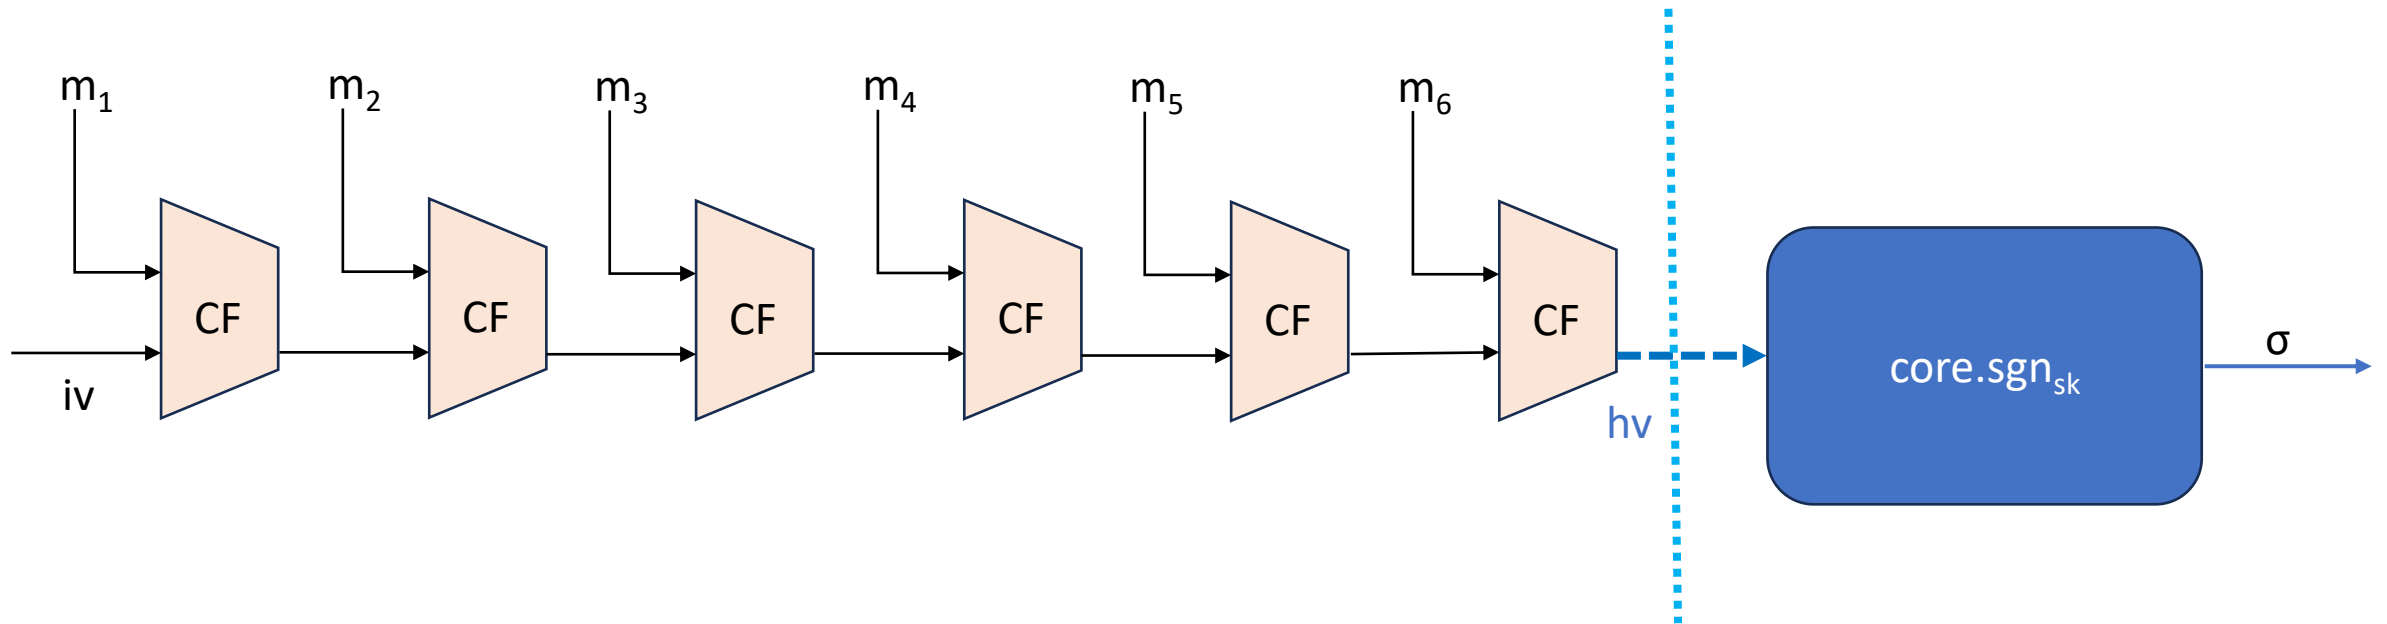 m₁
m₂
m₃
m₄
m₅
m₆
CF
CF
CF
CF
CF
CF
iv
hv
core.sgnₛₖ
σ